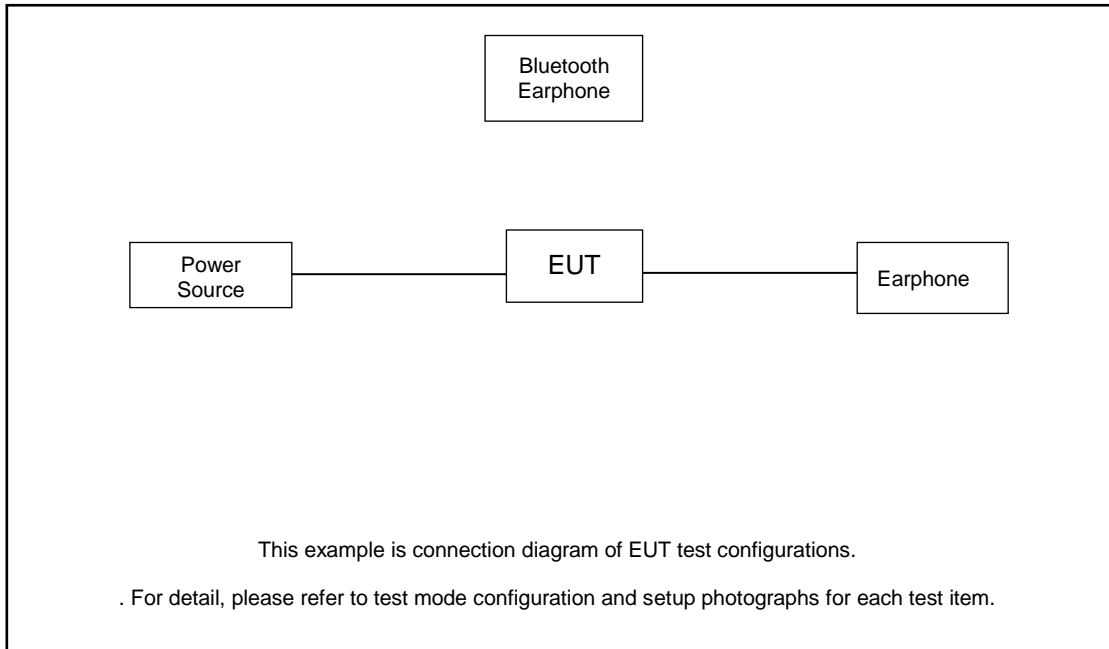 Bluetooth
Earphone
Power
Source
EUT
Earphone
This example is connection diagram of EUT test configurations.
. For detail, please refer to test mode configuration and setup photographs for each test item.